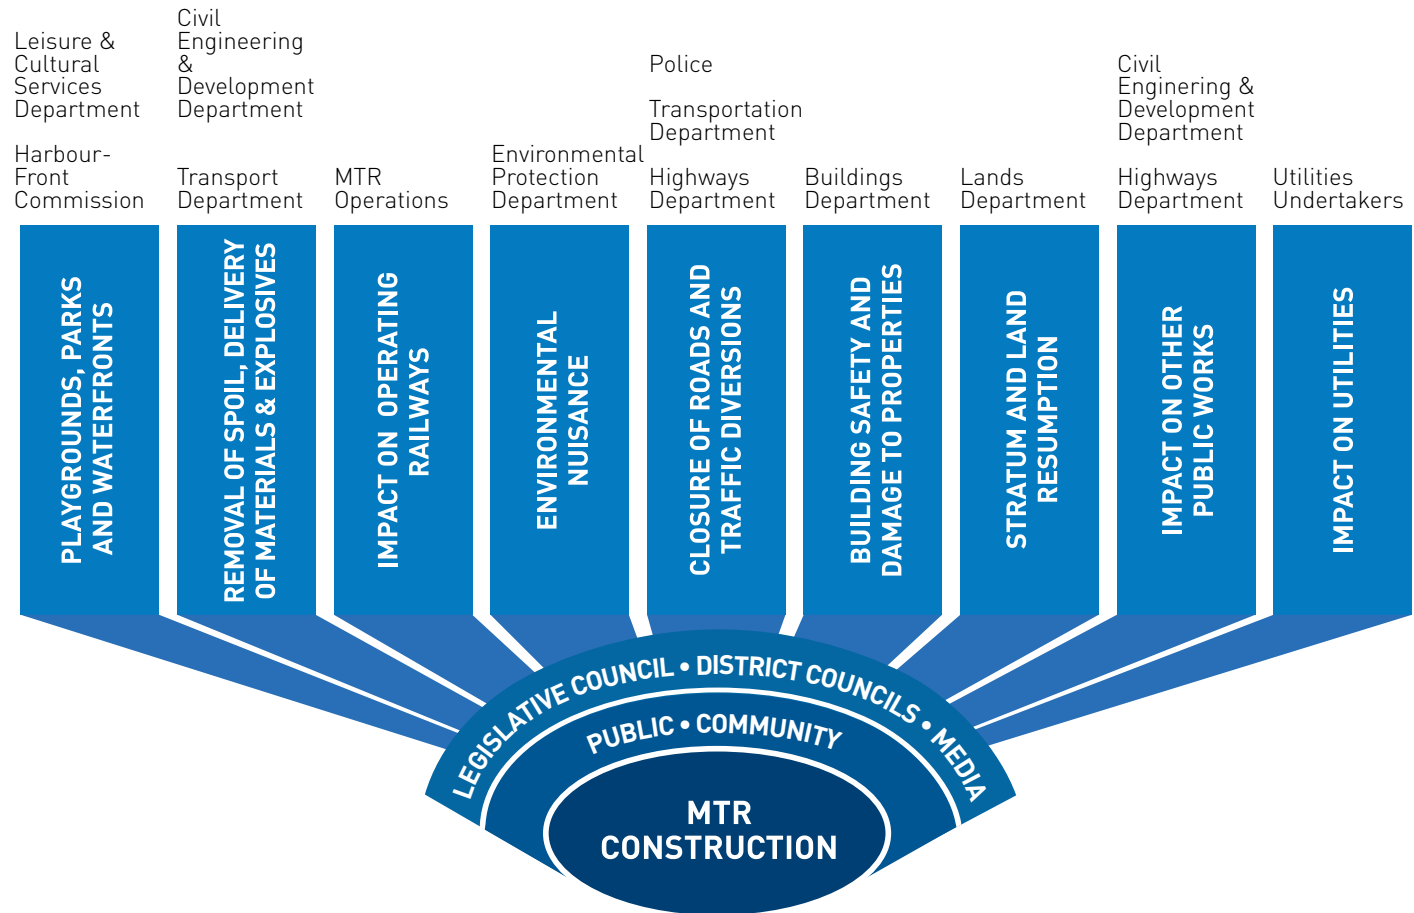 Leisure &
Cultural
Services
Department
Harbour-
Front
Commission
Civil
Engineering
&
Development
Department
Transport
Department
MTR
Operations
Environmental
Protection
Department
Police
Transportation
Department
Highways
Department
Buildings
Department
Lands
Department
Civil
Enginering &
Development
Department
Highways
Department
Utilities
Undertakers
PLAYGROUNDS, PARKS
AND WATERFRONTS
REMOVAL OF SPOIL, DELIVERY
OF MATERIALS & EXPLOSIVES
IMPACT ON OPERATING
RAILWAYS
ENVIRONMENTAL
NUISANCE
CLOSURE OF ROADS AND
TRAFFIC DIVERSIONS
BUILDING SAFETY AND
DAMAGE TO PROPERTIES
STRATUM AND LAND
RESUMPTION
IMPACT ON OTHER
PUBLIC WORKS
IMPACT ON UTILITIES
LEGISLATIVE COUNCIL • DISTRICT COUNCILS • MEDIA
PUBLIC • COMMUNITY
MTR
CONSTRUCTION